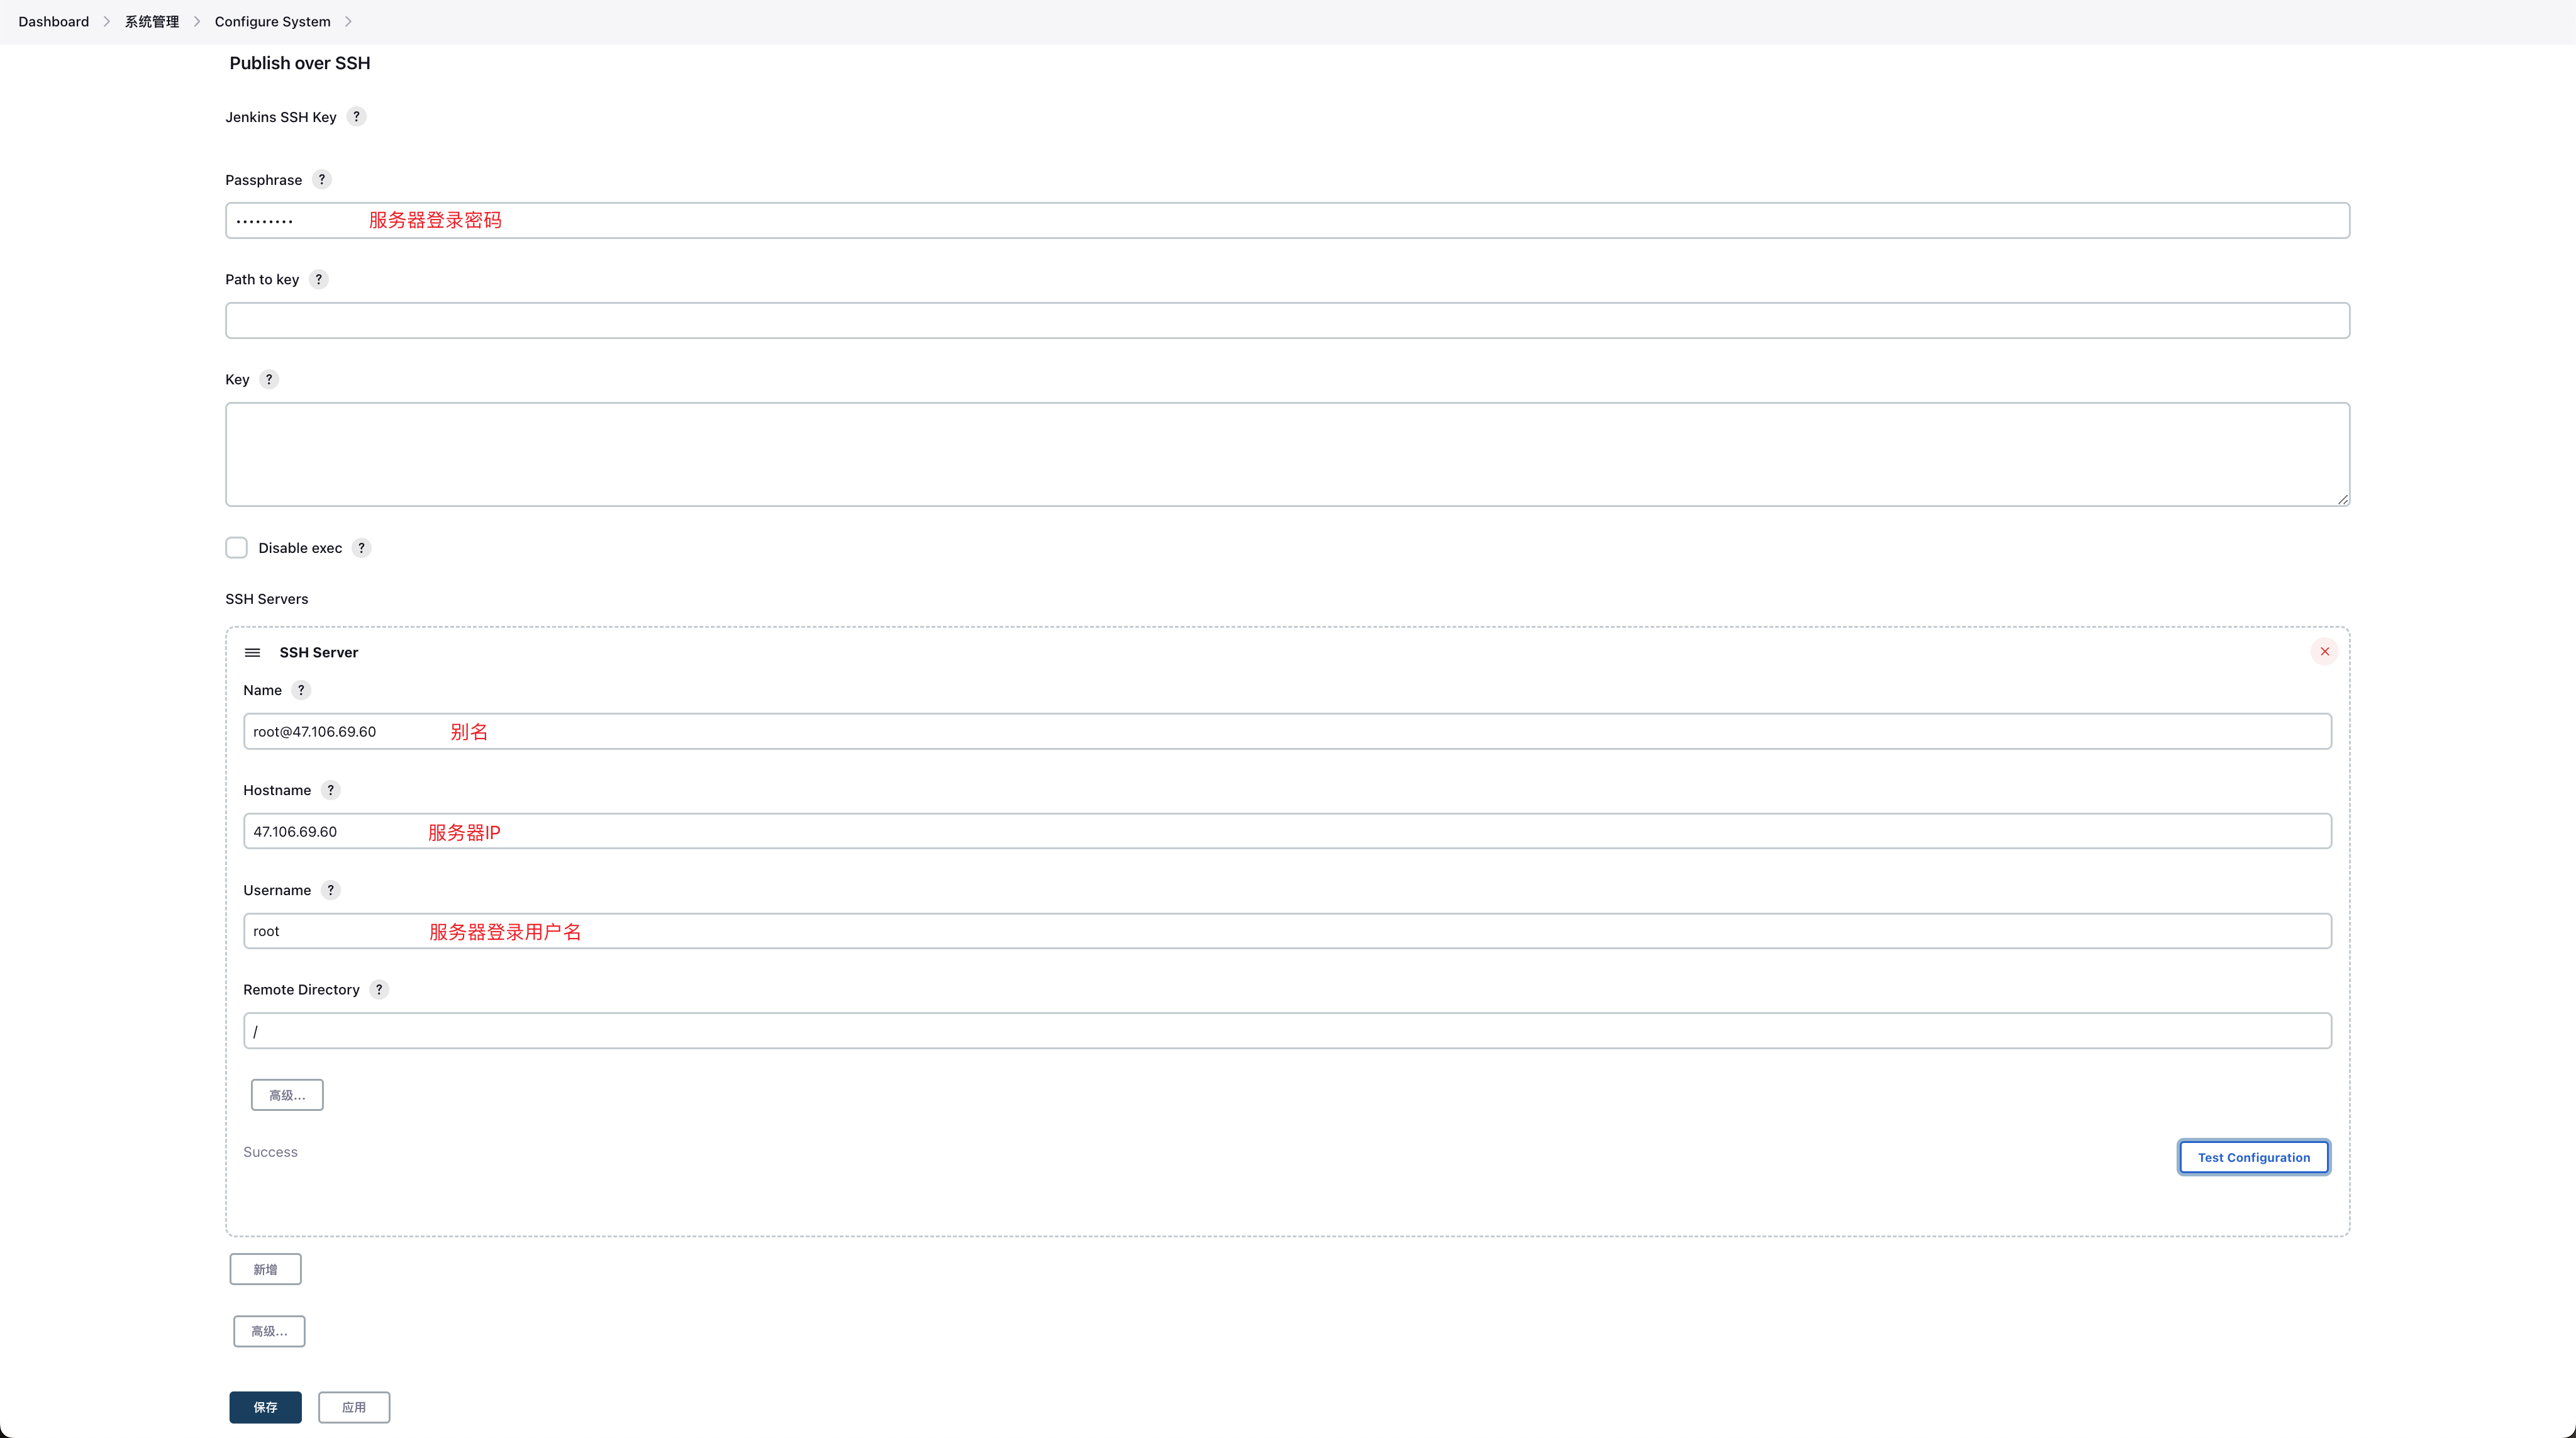 Dashboard > 系统管理 > Configure System >
Publish over SSH
Jenkins SSH Key ?
Passphrase ?
••••••••• 服务器登录密码
Path to key ?
Key ?
Disable exec ?
SSH Servers
SSH Server
Name ?
root@47.106.69.60 别名
Hostname ?
47.106.69.60 服务器IP
Username ?
root 服务器登录用户名
Remote Directory ?
/
高级...
Success
Test Configuration
新增
高级...
保存 应用